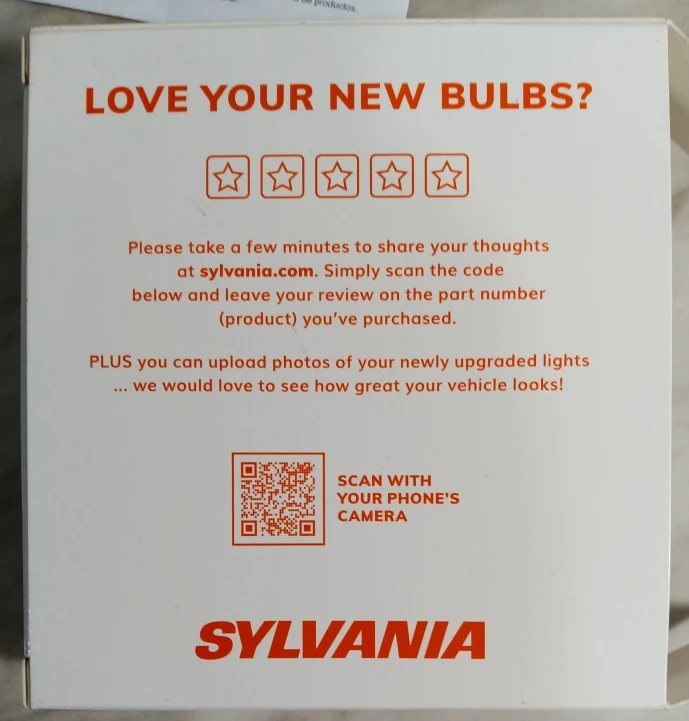 de productos.
LOVE YOUR NEW BULBS?
Please take a few minutes to share your thoughts
at sylvania.com. Simply scan the code
below and leave your review on the part number
(product) you've purchased.
PLUS you can upload photos of your newly upgraded lights
... we would love to see how great your vehicle looks!
SCAN WITH
YOUR PHONE'S
CAMERA
SYLVANIA